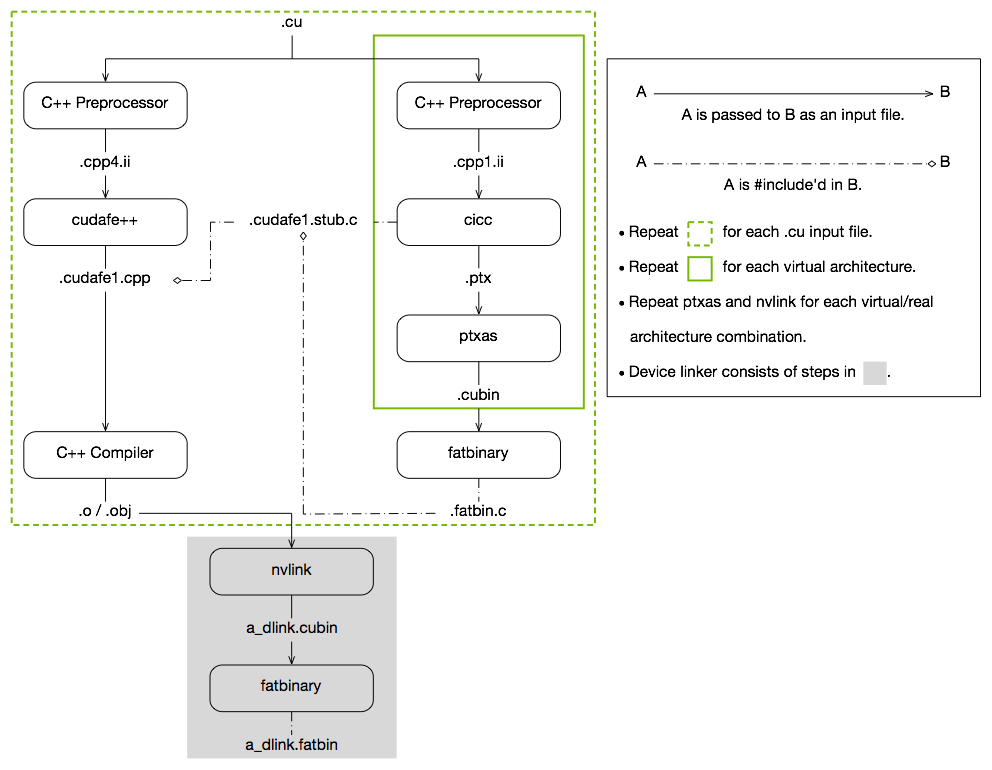 .cu
C++ Preprocessor
C++ Preprocessor
.cpp4.ii
.cpp1.ii
cudafe++
.cudafe1.stub.c
cicc
.cudafe1.cpp
.ptx
ptxas
.cubin
C++ Compiler
fatbinary
.o / .obj
.fatbin.c
nvlink
a_dlink.cubin
fatbinary
a_dlink.fatbin
A B
A is passed to B as an input file.
A B
A is #include'd in B.
• Repeat for each .cu input file.
• Repeat for each virtual architecture.
• Repeat ptxas and nvlink for each virtual/real
architecture combination.
• Device linker consists of steps in .